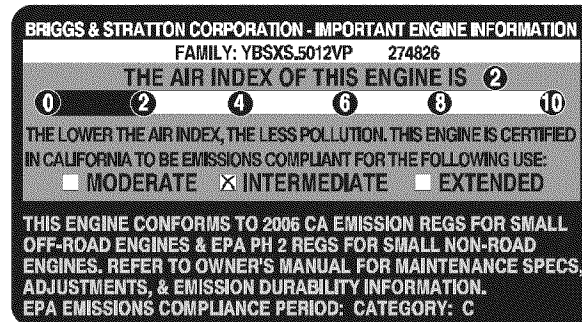 BRIGGS & STRATTON CORPORATION - IMPORTANT ENGINE INFORMATION
FAMILY: YBSXS.5012VP 274826
THE AIR INDEX OF THIS ENGINE IS 2
0 2 4 6 8 10
THE LOWER THE AIR INDEX, THE LESS POLLUTION. THIS ENGINE IS CERTIFIED
IN CALIFORNIA TO BE EMISSIONS COMPLIANT FOR THE FOLLOWING USE:
MODERATE INTERMEDIATE EXTENDED
THIS ENGINE CONFORMS TO 2006 CA EMISSION REGS FOR SMALL
OFF-ROAD ENGINES & EPA PH 2 REGS FOR SMALL NON-ROAD
ENGINES. REFER TO OWNER'S MANUAL FOR MAINTENANCE SPECS,
ADJUSTMENTS, & EMISSION DURABILITY INFORMATION.
EPA EMISSIONS COMPLIANCE PERIOD: CATEGORY: C